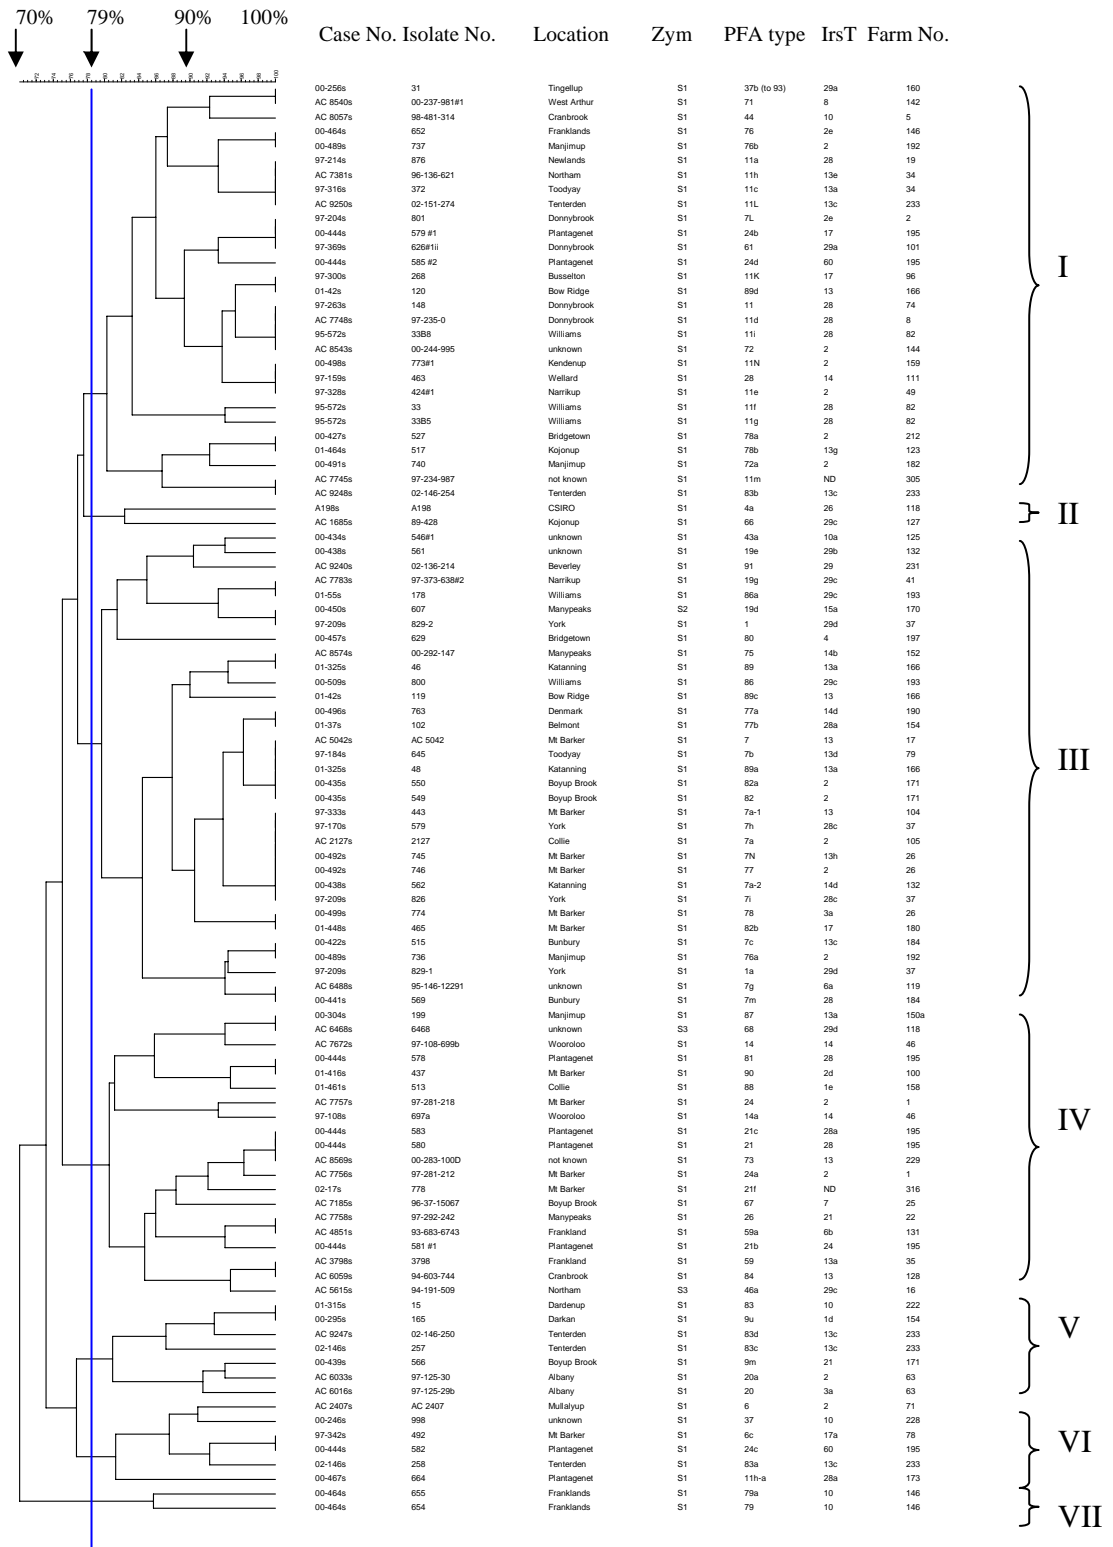 70% 79% 90% 100%
Case No. Isolate No. Location Zym PFA type IrsT Farm No.
72 74 76 78 80 82 84 86 88 90 92 94 96 98 100
00-256s 31 Tingellup S1 37b (to 93) 29a 160
AC 8540s 00-237-981#1 West Arthur S1 71 8 142
AC 8057s 98-481-314 Cranbrook S1 44 10 5
00-464s 652 Franklands S1 76 2e 146
00-489s 737 Manjimup S1 76b 2 192
97-214s 876 Newlands S1 11a 28 19
AC 7381s 96-136-621 Northam S1 11h 13e 34
97-316s 372 Toodyay S1 11c 13a 34
AC 9250s 02-151-274 Tenterden S1 11L 13c 233
97-204s 801 Donnybrook S1 7L 2e 2
00-444s 579 #1 Plantagenet S1 24b 17 195
97-369s 626#1ii Donnybrook S1 61 29a 101
00-444s 585 #2 Plantagenet S1 24d 60 195
97-300s 268 Busselton S1 11K 17 96
01-42s 120 Bow Ridge S1 89d 13 166
97-263s 148 Donnybrook S1 11 28 74
AC 7748s 97-235-0 Donnybrook S1 11d 28 8
95-572s 33B8 Williams S1 11i 28 82
AC 8543s 00-244-995 unknown S1 72 2 144
00-498s 773#1 Kendenup S1 11N 2 159
97-159s 463 Wellard S1 28 14 111
97-328s 424#1 Narrikup S1 11e 2 49
95-572s 33 Williams S1 11f 28 82
95-572s 33B5 Williams S1 11g 28 82
00-427s 527 Bridgetown S1 78a 2 212
01-464s 517 Kojonup S1 78b 13g 123
00-491s 740 Manjimup S1 72a 2 182
AC 7745s 97-234-987 not known S1 11m ND 305
AC 9248s 02-146-254 Tenterden S1 83b 13c 233
I
A198s A198 CSIRO S1 4a 26 118
AC 1685s 89-428 Kojonup S1 66 29c 127
II
00-434s 546#1 unknown S1 43a 10a 125
00-438s 561 unknown S1 19e 29b 132
AC 9240s 02-136-214 Beverley S1 91 29 231
AC 7783s 97-373-638#2 Narrikup S1 19g 29c 41
01-55s 178 Williams S1 86a 29c 193
00-450s 607 Manypeaks S2 19d 15a 170
97-209s 829-2 York S1 1 29d 37
00-457s 629 Bridgetown S1 80 4 197
AC 8574s 00-292-147 Manypeaks S1 75 14b 152
01-325s 46 Katanning S1 89 13a 166
00-509s 800 Williams S1 86 29c 193
01-42s 119 Bow Ridge S1 89c 13 166
00-496s 763 Denmark S1 77a 14d 190
01-37s 102 Belmont S1 77b 28a 154
AC 5042s AC 5042 Mt Barker S1 7 13 17
97-184s 645 Toodyay S1 7b 13d 79
01-325s 48 Katanning S1 89a 13a 166
00-435s 550 Boyup Brook S1 82a 2 171
00-435s 549 Boyup Brook S1 82 2 171
97-333s 443 Mt Barker S1 7a-1 13 104
97-170s 579 York S1 7h 28c 37
AC 2127s 2127 Collie S1 7a 2 105
00-492s 745 Mt Barker S1 7N 13h 26
00-492s 746 Mt Barker S1 77 2 26
00-438s 562 Katanning S1 7a-2 14d 132
97-209s 826 York S1 7i 28c 37
00-499s 774 Mt Barker S1 78 3a 26
01-448s 465 Mt Barker S1 82b 17 180
00-422s 515 Bunbury S1 7c 13c 184
00-489s 736 Manjimup S1 76a 2 192
97-209s 829-1 York S1 1a 29d 37
AC 6488s 95-146-12291 unknown S1 7g 6a 119
00-441s 569 Bunbury S1 7m 28 184
III
00-304s 199 Manjimup S1 87 13a 150a
AC 6468s 6468 unknown S3 68 29d 118
AC 7672s 97-108-699b Wooroloo S1 14 14 46
00-444s 578 Plantagenet S1 81 28 195
01-416s 437 Mt Barker S1 90 2d 100
01-461s 513 Collie S1 88 1e 158
AC 7757s 97-281-218 Mt Barker S1 24 2 1
97-108s 697a Wooroloo S1 14a 14 46
00-444s 583 Plantagenet S1 21c 28a 195
00-444s 580 Plantagenet S1 21 28 195
AC 8569s 00-283-100D not known S1 73 13 229
AC 7756s 97-281-212 Mt Barker S1 24a 2 1
02-17s 778 Mt Barker S1 21f ND 316
AC 7185s 96-37-15067 Boyup Brook S1 67 7 25
AC 7758s 97-292-242 Manypeaks S1 26 21 22
AC 4851s 93-683-6743 Frankland S1 59a 6b 131
00-444s 581 #1 Plantagenet S1 21b 24 195
AC 3798s 3798 Frankland S1 59 13a 35
AC 6059s 94-603-744 Cranbrook S1 84 13 128
AC 5615s 94-191-509 Northam S3 46a 29c 16
IV
01-315s 15 Dardenup S1 83 10 222
00-295s 165 Darkan S1 9u 1d 154
AC 9247s 02-146-250 Tenterden S1 83d 13c 233
02-146s 257 Tenterden S1 83c 13c 233
00-439s 566 Boyup Brook S1 9m 21 171
AC 6033s 97-125-30 Albany S1 20a 2 63
AC 6016s 97-125-29b Albany S1 20 3a 63
V
AC 2407s AC 2407 Mullalyup S1 6 2 71
00-246s 998 unknown S1 37 10 228
97-342s 492 Mt Barker S1 6c 17a 78
00-444s 582 Plantagenet S1 24c 60 195
02-146s 258 Tenterden S1 83a 13c 233
00-467s 664 Plantagenet S1 11h-a 28a 173
VI
00-464s 655 Franklands S1 79a 10 146
00-464s 654 Franklands S1 79 10 146
VII